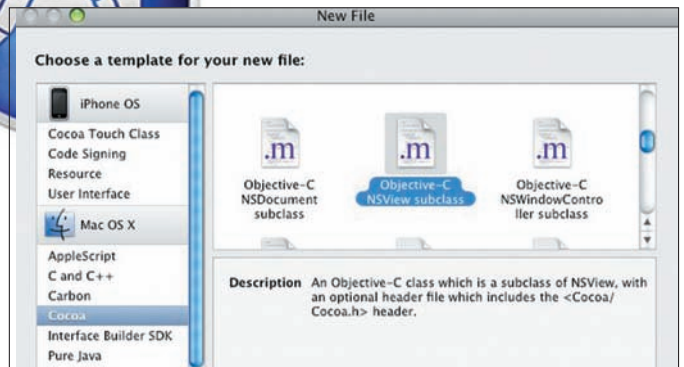 New File
Choose a template for your new file:
iPhone OS
Cocoa Touch Class
Code Signing
Resource
User Interface
Mac OS X
AppleScript
C and C++
Carbon
Cocoa
Interface Builder SDK
Pure Java
.m
Objective-C
NSDocument
subclass
.m
Objective-C
NSView subclass
.m
Objective-C
NSWindowContro
ller subclass
Description An Objective-C class which is a subclass of NSView, with
an optional header file which includes the <Cocoa/
Cocoa.h> header.